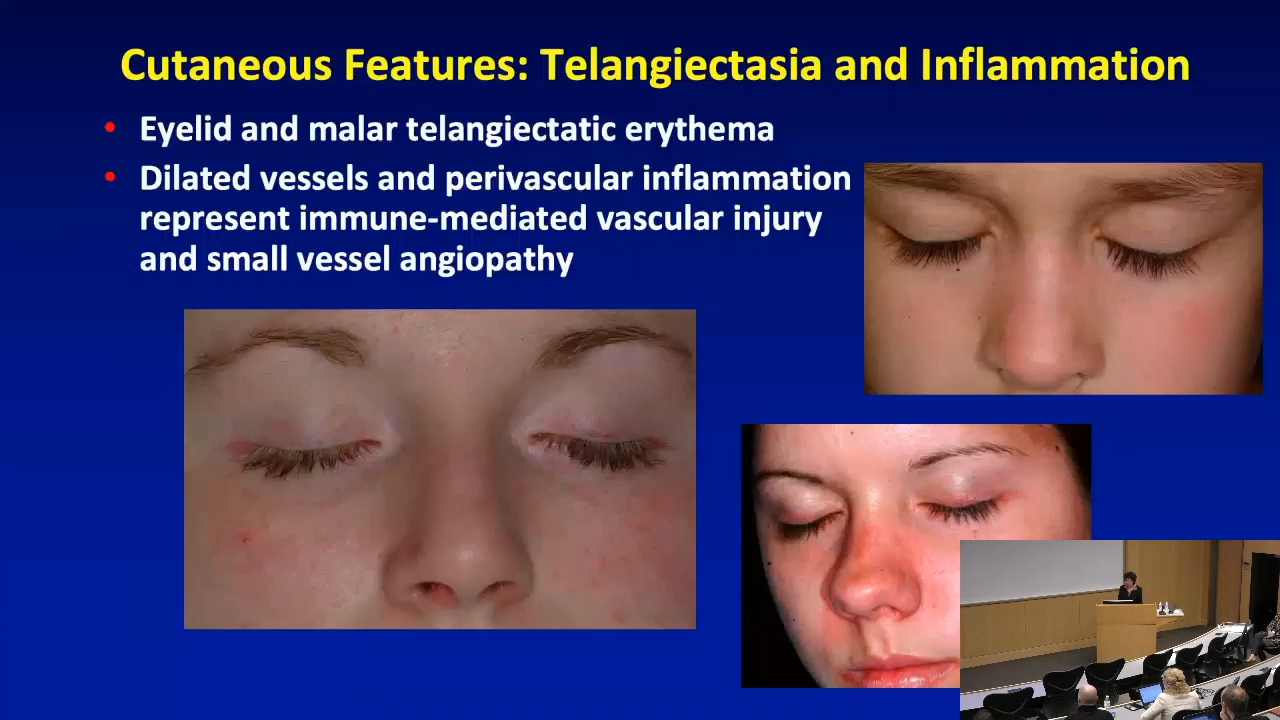 Cutaneous Features: Telangiectasia and Inflammation
• Eyelid and malar telangiectatic erythema
• Dilated vessels and perivascular inflammation
represent immune-mediated vascular injury
and small vessel angiopathy